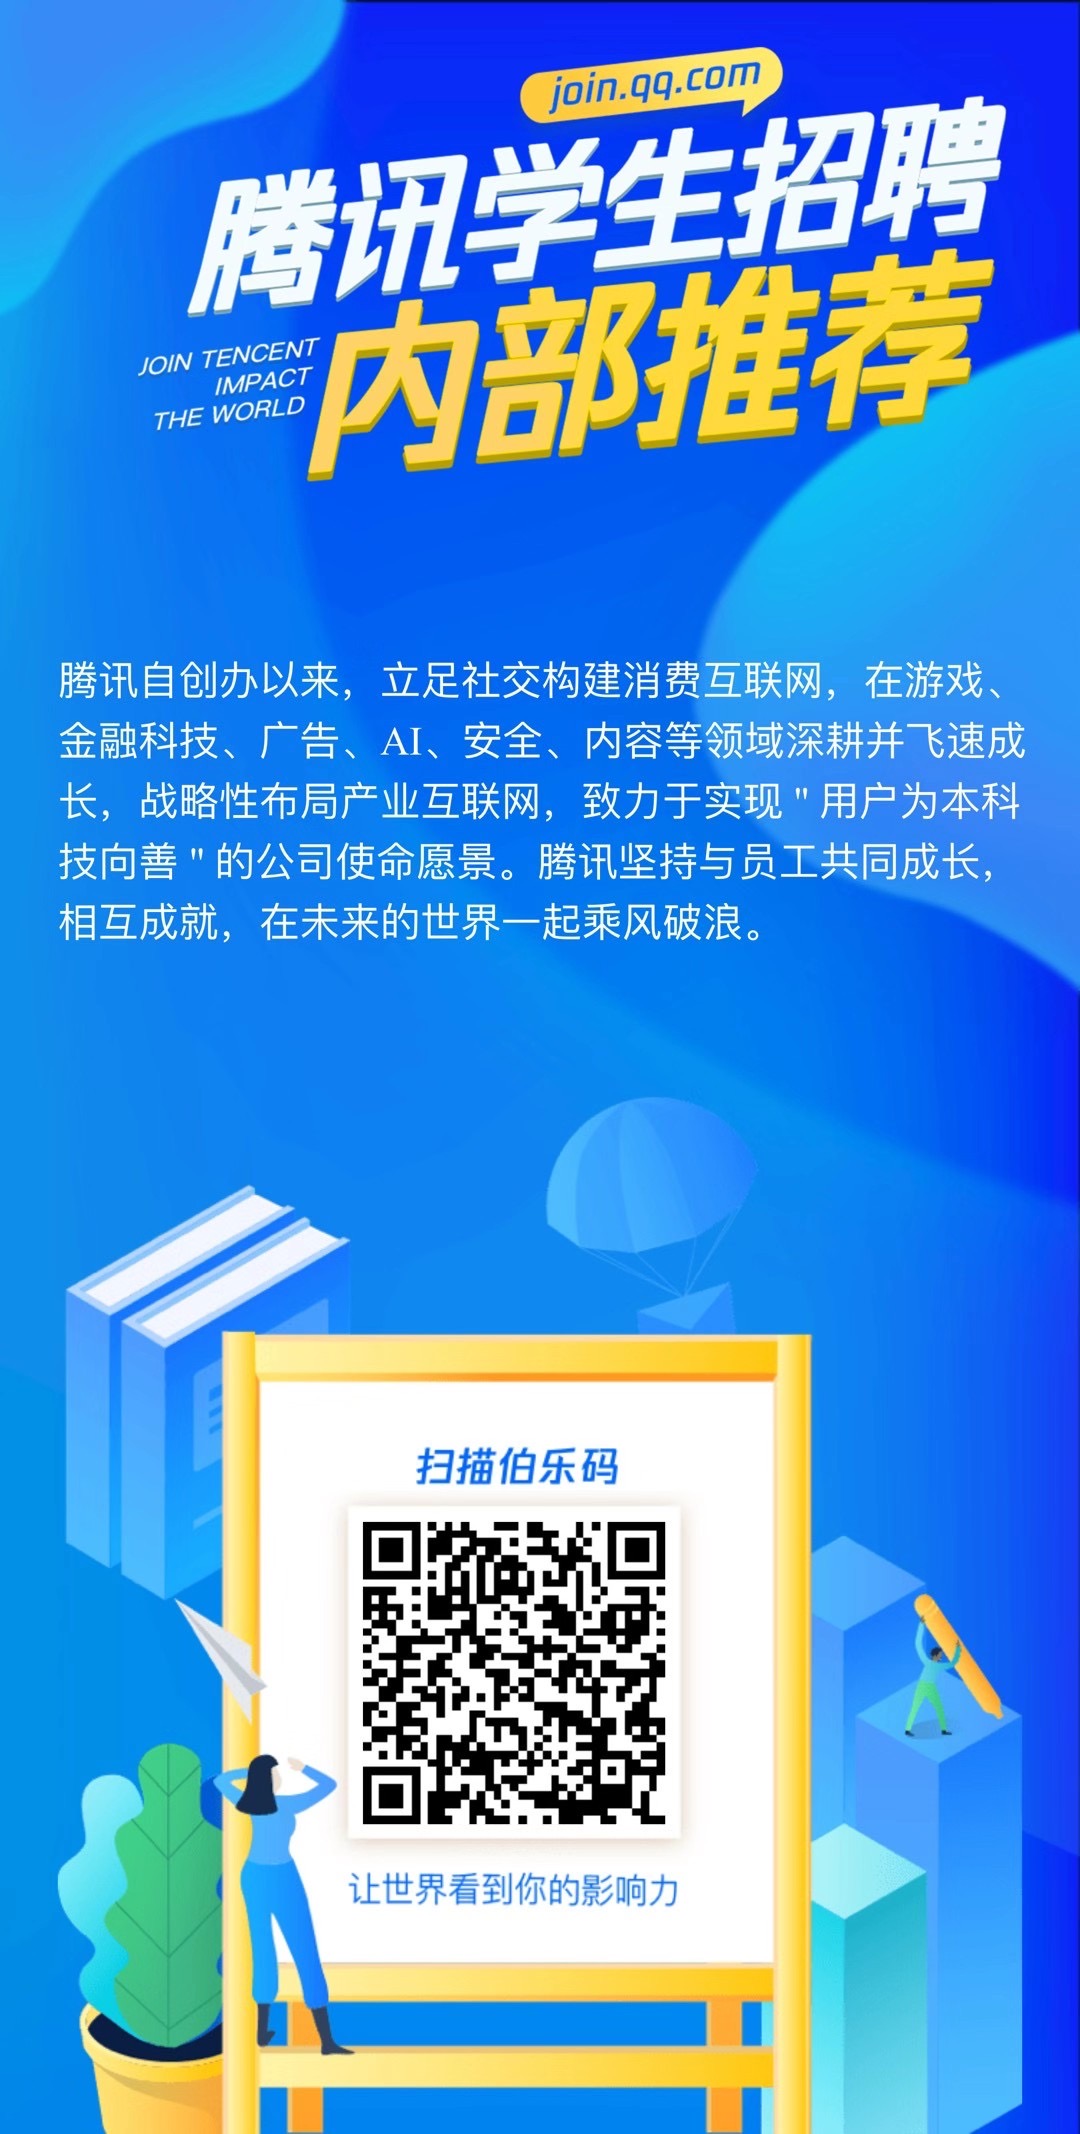 join.qq.com
腾讯学生招聘
内部推荐
JOIN TENCENT
IMPACT
THE WORLD
腾讯自创办以来，立足社交构建消费互联网，在游戏、
金融科技、广告、AI、安全、内容等领域深耕并飞速成
长，战略性布局产业互联网，致力于实现 " 用户为本科
技向善 " 的公司使命愿景。腾讯坚持与员工共同成长，
相互成就，在未来的世界一起乘风破浪。
扫描伯乐码
让世界看到你的影响力